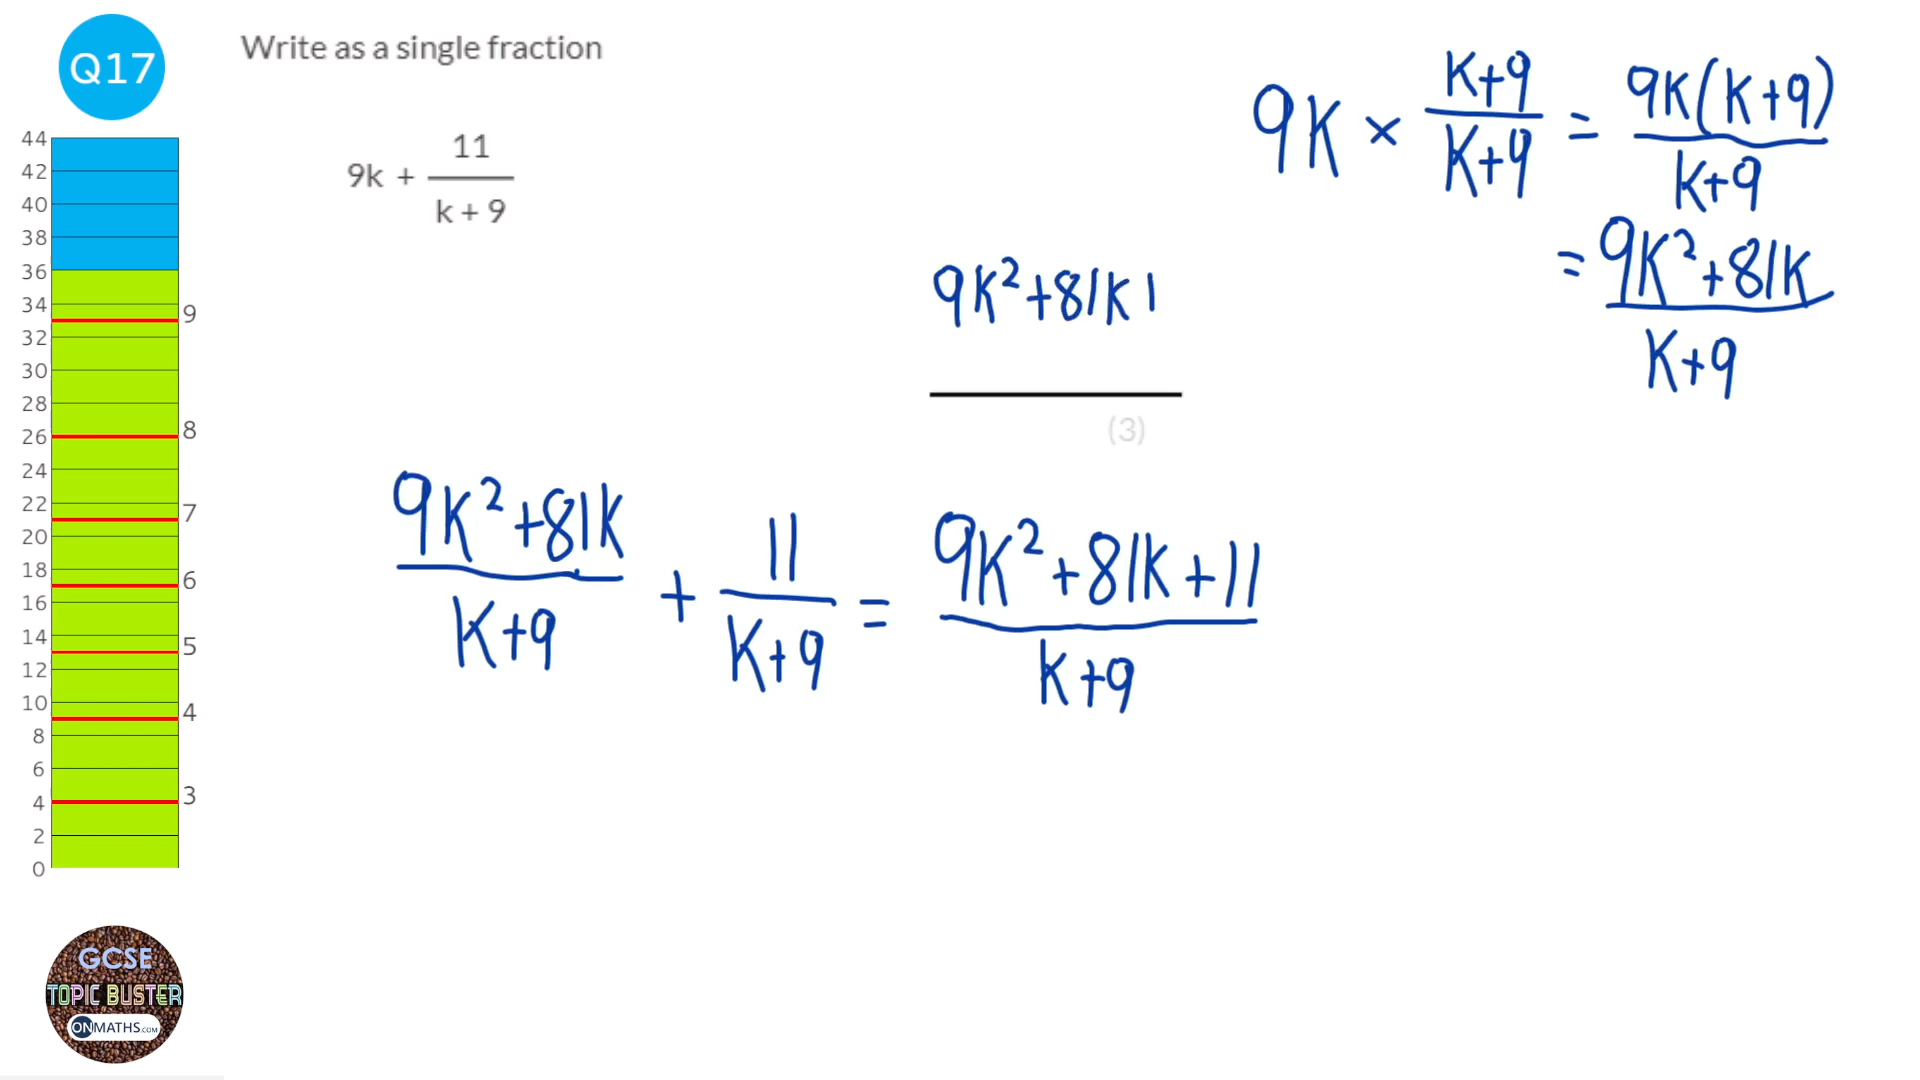 Q17
Write as a single fraction
9k + 11
k + 9
9K × K+9 / K+9 = 9K(K+9) / K+9
= 9K² + 81K / K+9
9K² + 81K 1
(3)
9K² + 81K / K+9 + 11 / K+9 = 9K² + 81K + 11 / K+9
44
42
40
38
36
34
9
32
30
28
8
26
24
22
7
20
18
6
16
14
5
12
10
4
8
6
3
4
2
0
GCSE
TOPIC BUSTER
ONMATHS.COM